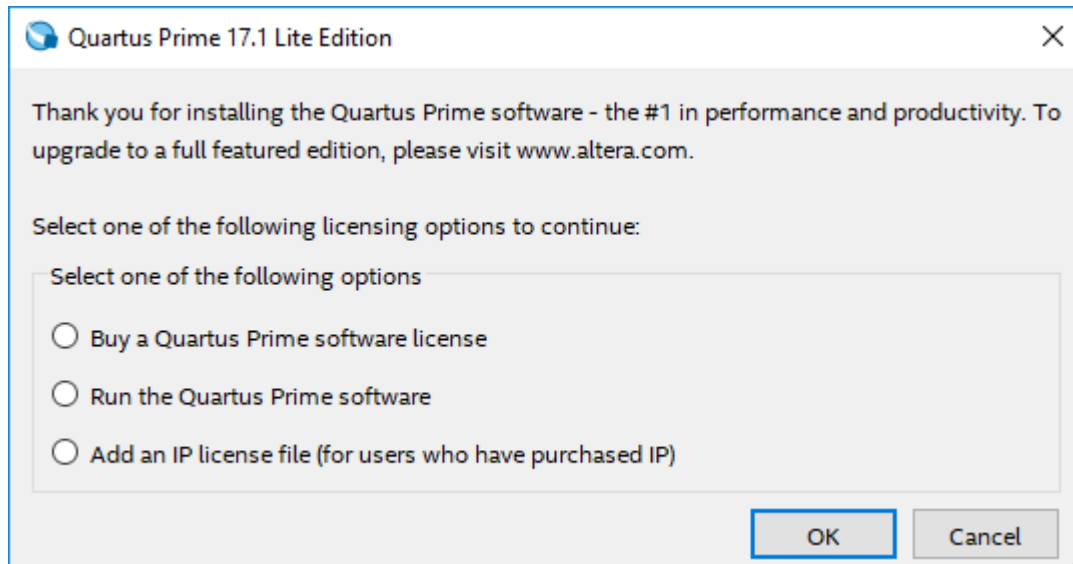 Quartus Prime 17.1 Lite Edition
Thank you for installing the Quartus Prime software - the #1 in performance and productivity. To
upgrade to a full featured edition, please visit www.altera.com.
Select one of the following licensing options to continue:
Select one of the following options
Buy a Quartus Prime software license
Run the Quartus Prime software
Add an IP license file (for users who have purchased IP)
OK Cancel